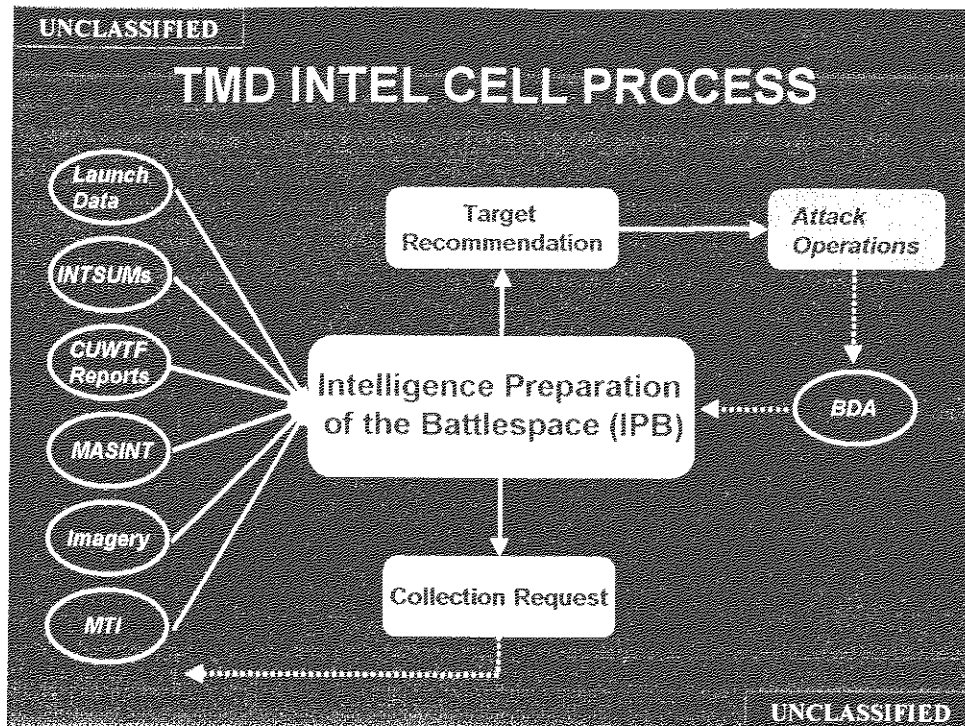 UNCLASSIFIED
TMD INTEL CELL PROCESS
Launch
Data
INTSUMs
CUWTF
Reports
MASINT
Imagery
MTI
Target
Recommendation
Attack
Operations
Intelligence Preparation
of the Battlespace (IPB)
BDA
Collection Request
UNCLASSIFIED